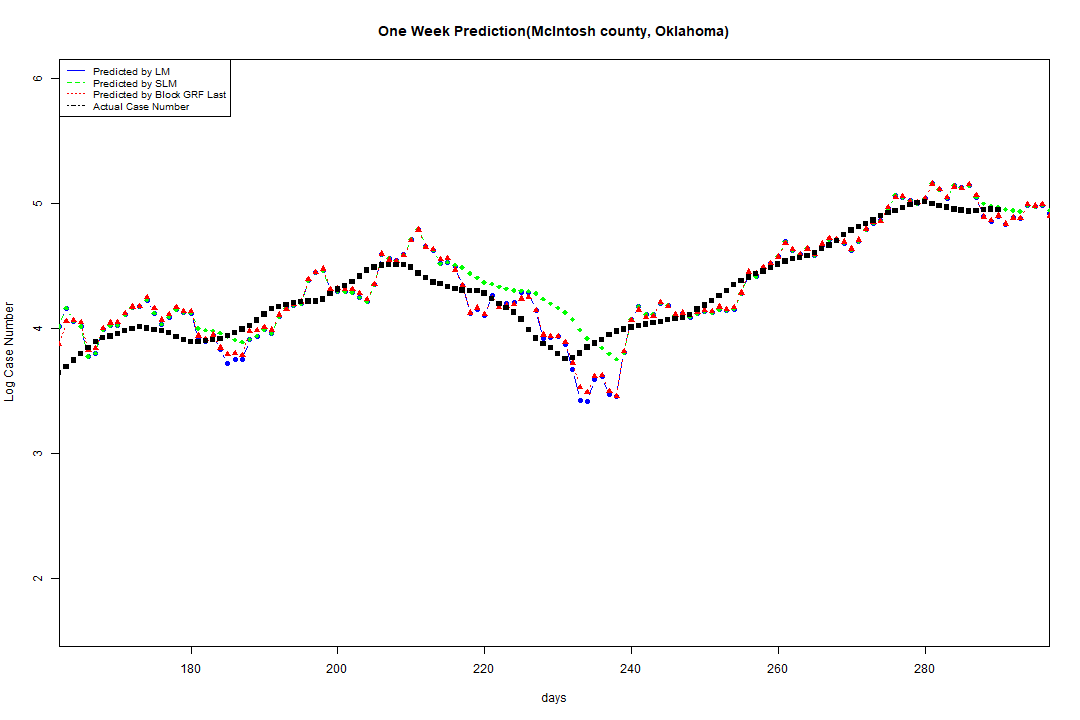 One Week Prediction(McIntosh county, Oklahoma)
Predicted by LM
Predicted by SLM
Predicted by Block GRF Last
Actual Case Number
6
5
4
3
2
Log Case Number
180 200 220 240 260 280
days